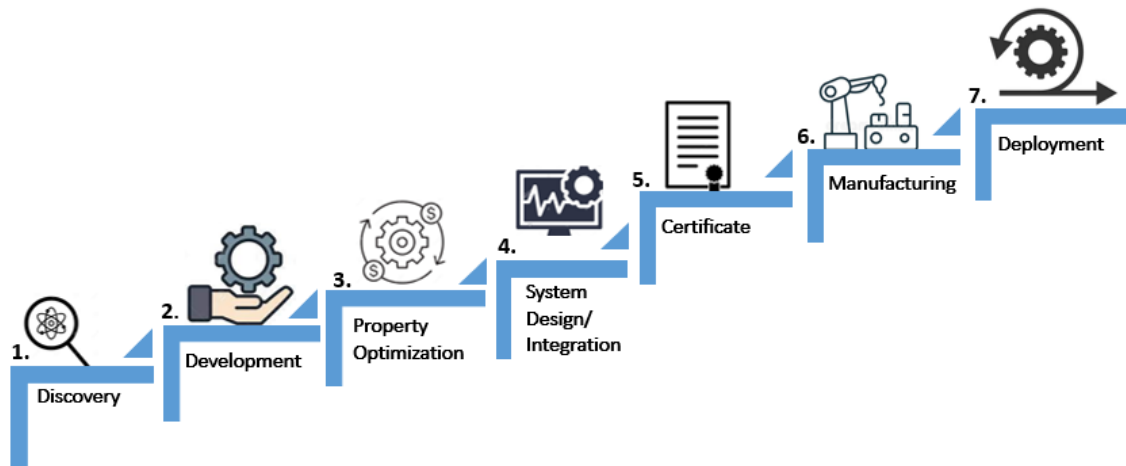 1.
Discovery
2.
Development
3.
Property
Optimization
4.
System
Design/
Integration
5.
Certificate
6.
Manufacturing
7.
Deployment
$
$